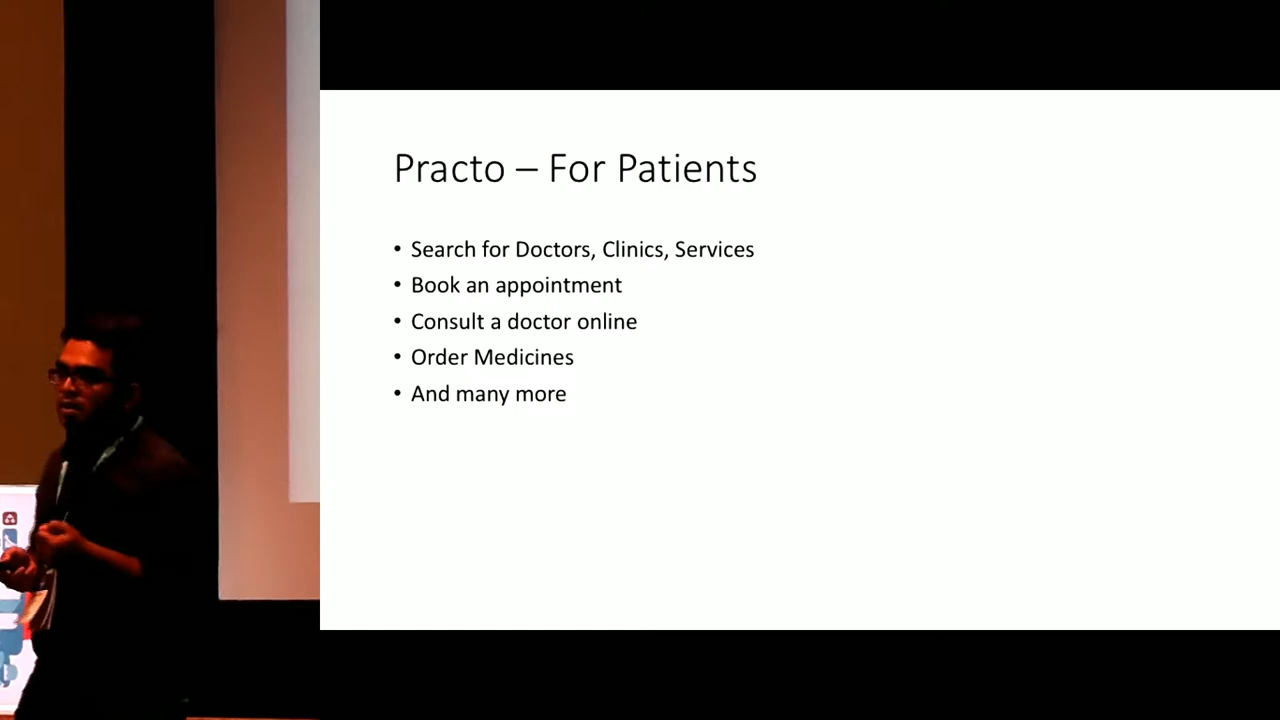 Practo – For Patients
• Search for Doctors, Clinics, Services
• Book an appointment
• Consult a doctor online
• Order Medicines
• And many more